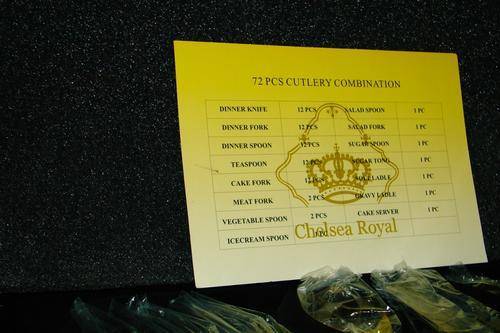 72 PCS CUTLERY COMBINATION
DINNER KNIFE 12 PCS SALAD SPOON 1 PC
DINNER FORK 12 PCS SALAD FORK 1 PC
DINNER SPOON 12 PCS SUGAR SPOON 1 PC
TEASPOON 12 PCS SUGAR TONG 1 PC
CAKE FORK 12 PCS LADLE 1 PC
MEAT FORK 2 PCS GRAVY LADLE 1 PC
VEGETABLE SPOON 2 PCS CAKE SERVER 1 PC
ICECREAM SPOON PC
Chelsea Royal